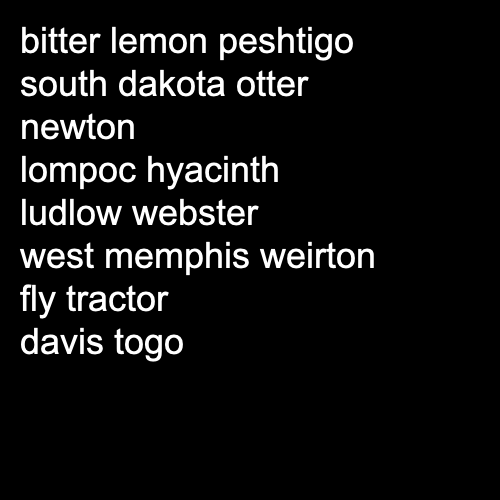 bitter lemon peshtigo
south dakota otter
newton
lompoc hyacinth
ludlow webster
west memphis weirton
fly tractor
davis togo